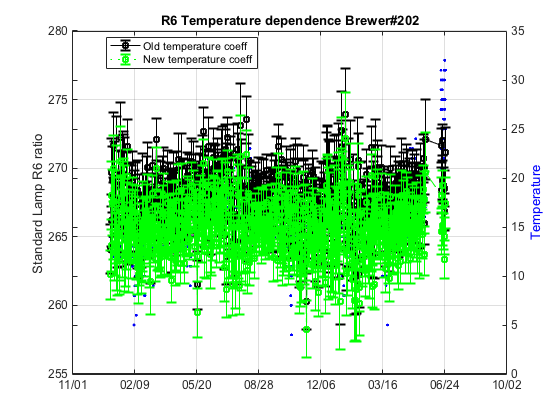 R6 Temperature dependence Brewer#202
Old temperature coeff
New temperature coeff
Standard Lamp R6 ratio
280
275
270
265
260
255
Temperature
35
30
25
20
15
10
5
0
11/01 02/09 05/20 08/28 12/06 03/16 06/24 10/02